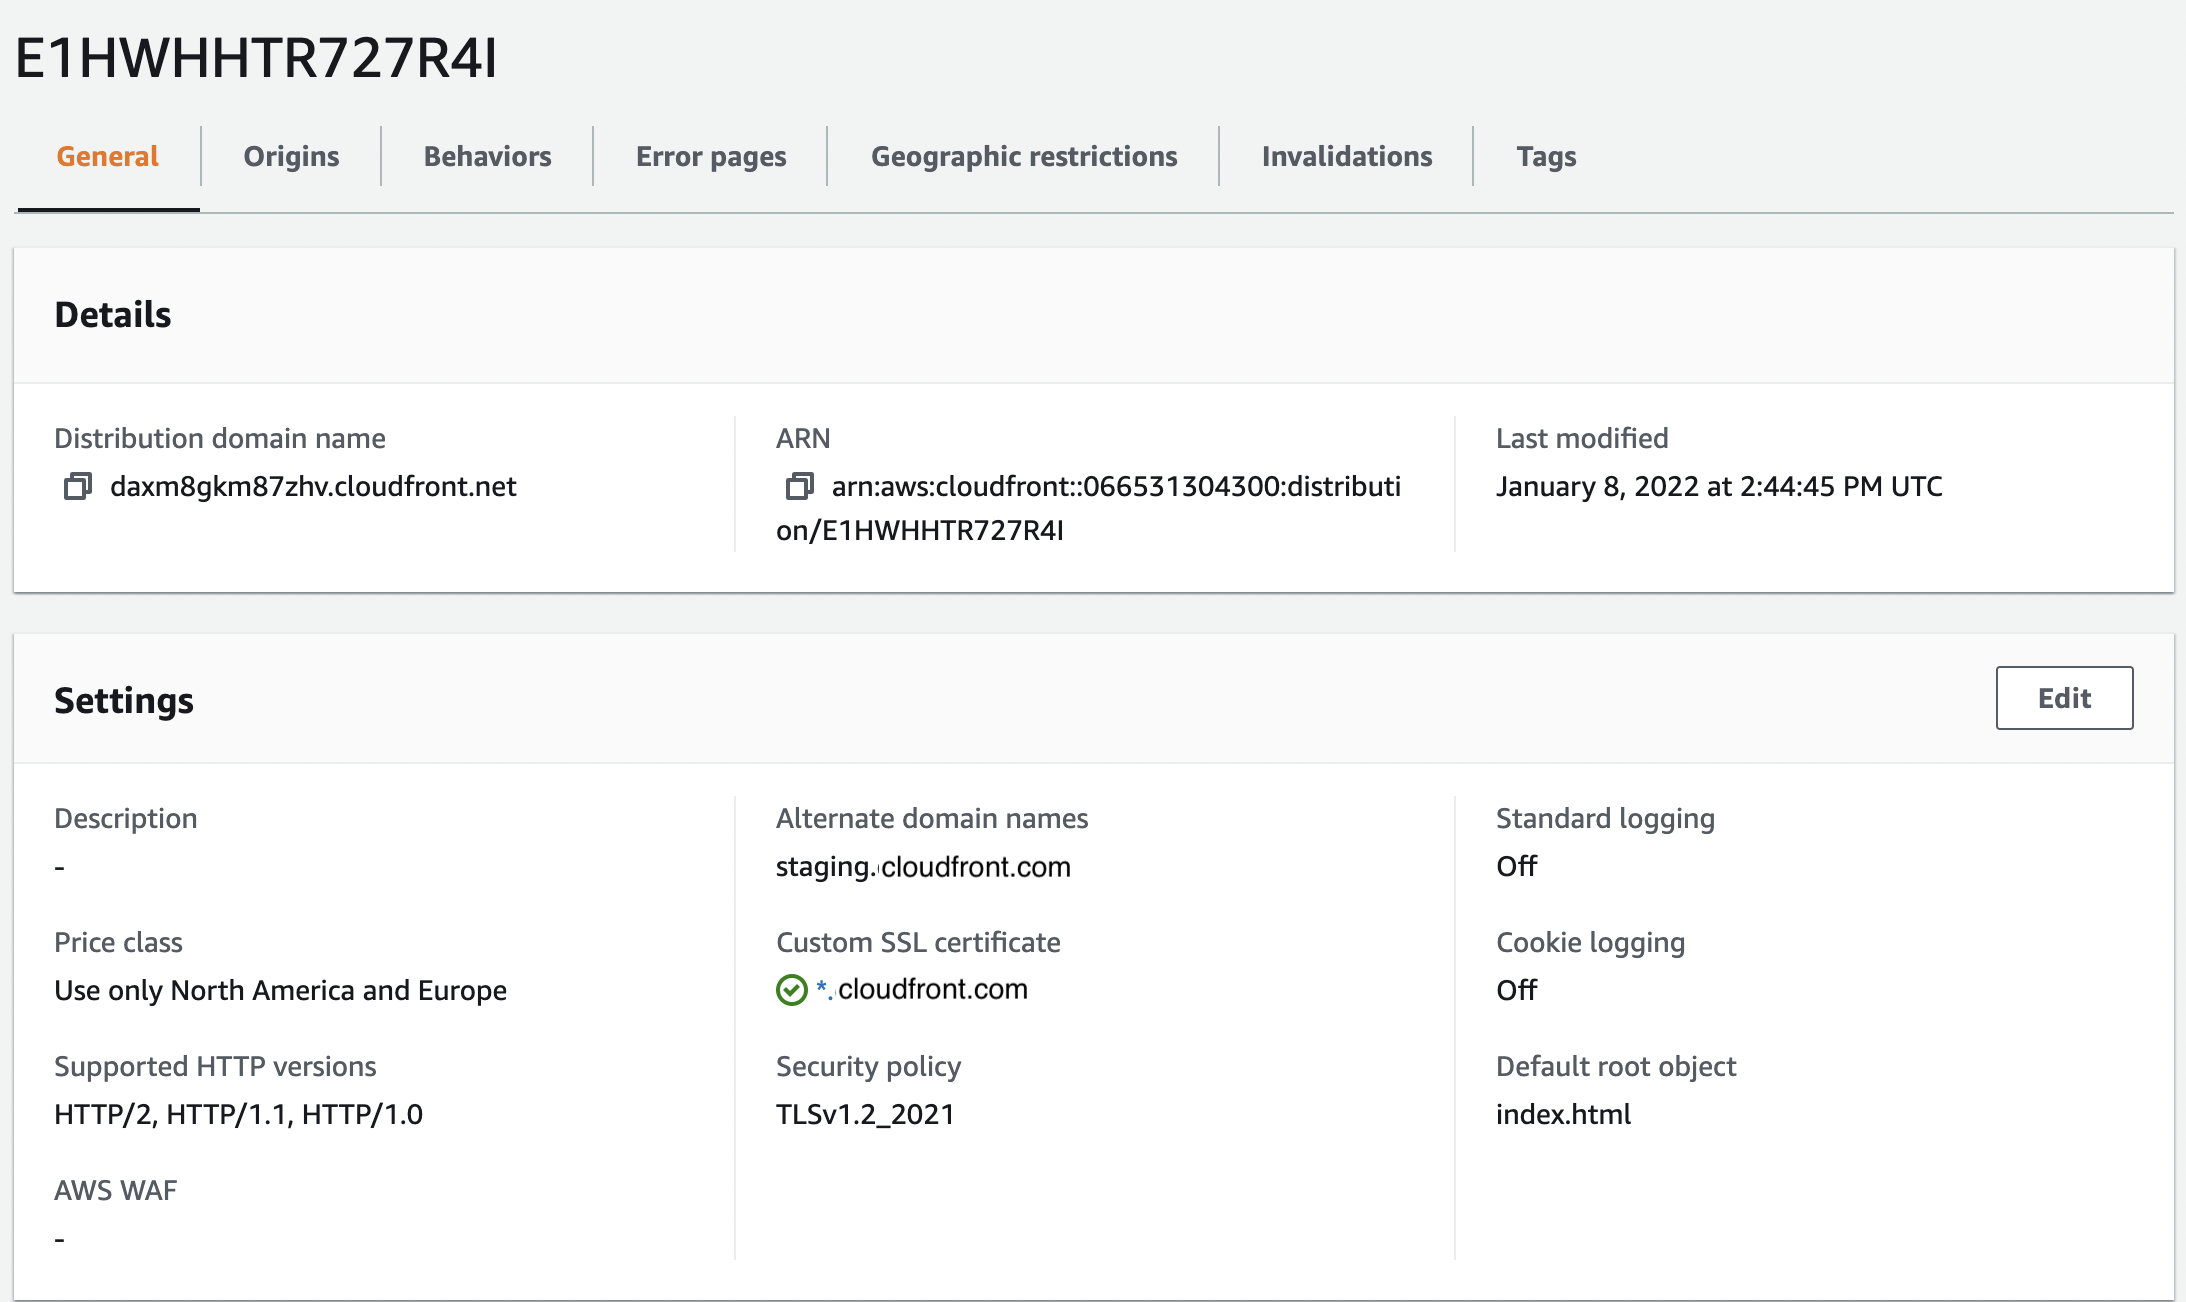 E1HWHHTR727R4I
General Origins Behaviors Error pages Geographic restrictions Invalidations Tags
Details
Distribution domain name
daxm8gkm87zhv.cloudfront.net
ARN
arn:aws:cloudfront::066531304300:distributi
on/E1HWHHTR727R4I
Last modified
January 8, 2022 at 2:44:45 PM UTC
Settings
Edit
Description
-
Price class
Use only North America and Europe
Supported HTTP versions
HTTP/2, HTTP/1.1, HTTP/1.0
AWS WAF
-
Alternate domain names
staging.cloudfront.com
Custom SSL certificate
*.cloudfront.com
Security policy
TLSv1.2_2021
Standard logging
Off
Cookie logging
Off
Default root object
index.html